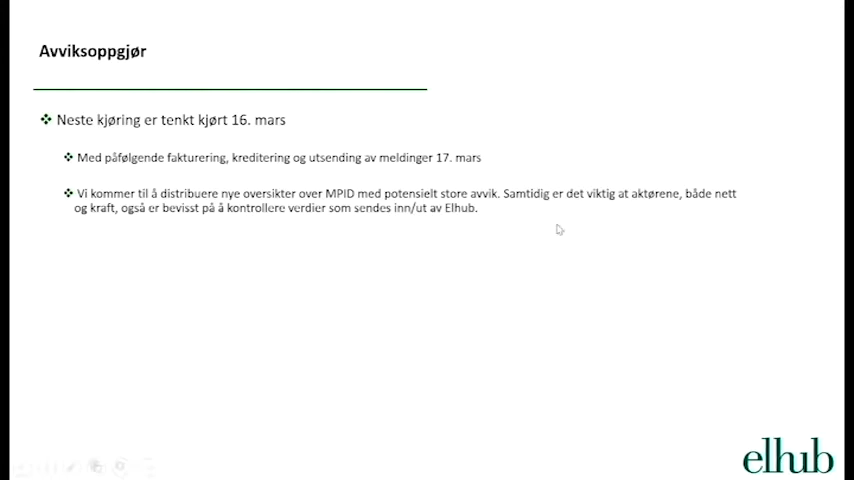 Avviksoppgjør
❖ Neste kjøring er tenkt kjørt 16. mars
❖ Med påfølgende fakturering, kreditering og utsending av meldinger 17. mars
❖ Vi kommer til å distribuere nye oversikter over MPID med potensielt store avvik. Samtidig er det viktig at aktørene, både nett
og kraft, også er bevisst på å kontrollere verdier som sendes inn/ut av Elhub.
elhub